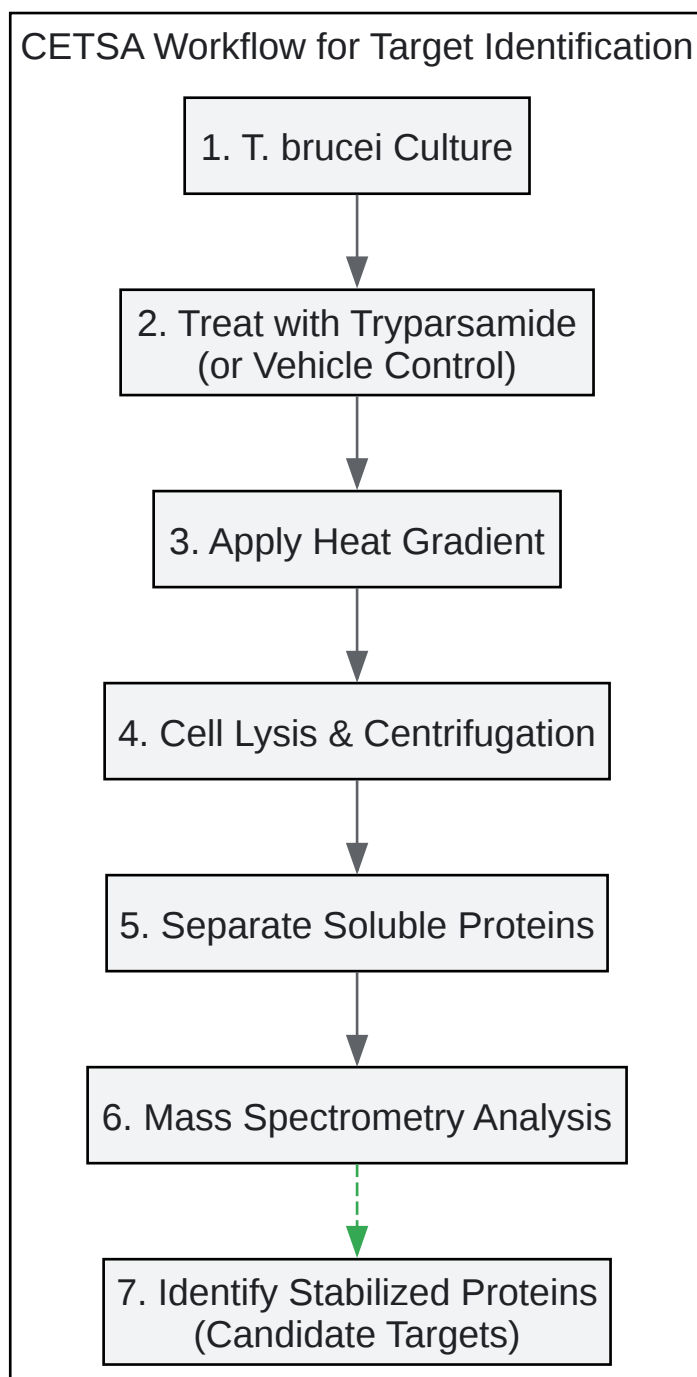 CETSA Workflow for Target Identification
1. T. brucei Culture
2. Treat with Tryparsamide
(or Vehicle Control)
3. Apply Heat Gradient
4. Cell Lysis & Centrifugation
5. Separate Soluble Proteins
6. Mass Spectrometry Analysis
7. Identify Stabilized Proteins
(Candidate Targets)